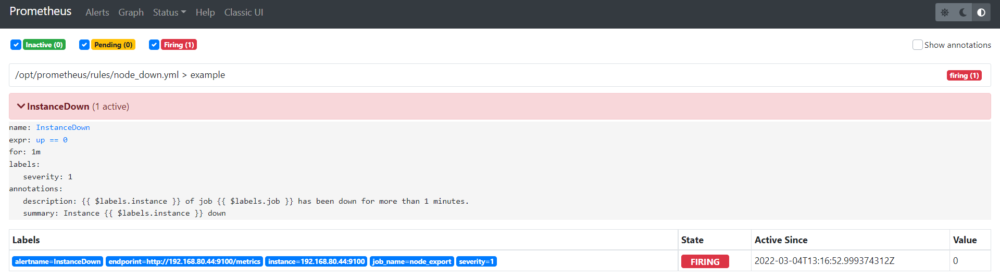 Prometheus Alerts Graph Status Help Classic UI
Inactive (0) Pending (0) Firing (1) Show annotations
/opt/prometheus/rules/node_down.yml > example firing (1)
InstanceDown (1 active)
name: InstanceDown
expr: up == 0
for: 1m
labels:
severity: 1
annotations:
description: {{ $labels.instance }} of job {{ $labels.job }} has been down for more than 1 minutes.
summary: Instance {{ $labels.instance }} down
Labels State Active Since Value
alertname=InstanceDown endporint=http://192.168.80.44:9100/metrics instance=192.168.80.44:9100 job_name=node_export severity=1 FIRING 2022-03-04T13:16:52.999374312Z 0